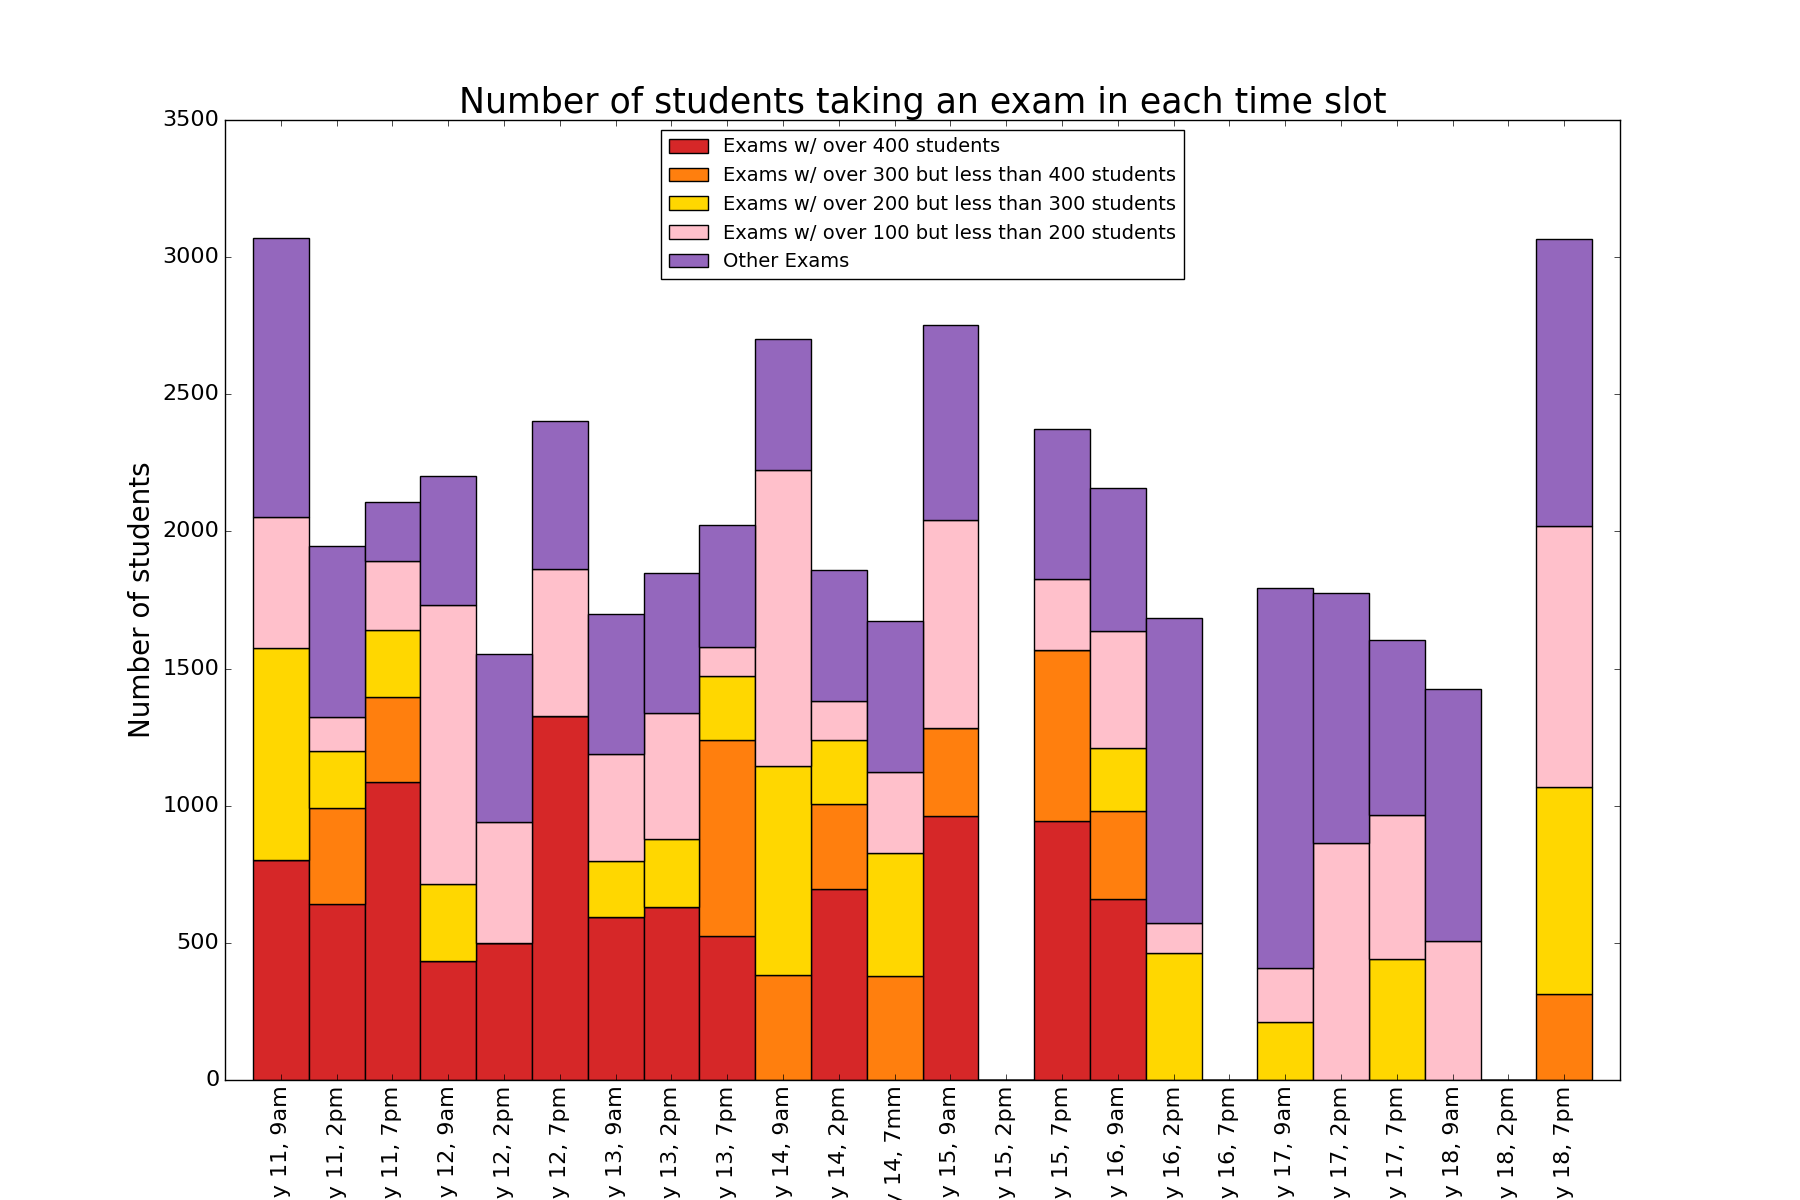 Number of students taking an exam in each time slot
Exams w/ over 400 students
Exams w/ over 300 but less than 400 students
Exams w/ over 200 but less than 300 students
Exams w/ over 100 but less than 200 students
Other Exams
Number of students
3500
3000
2500
2000
1500
1000
500
0
y 11, 9am
y 11, 2pm
y 11, 7pm
y 12, 9am
y 12, 2pm
y 12, 7pm
y 13, 9am
y 13, 2pm
y 13, 7pm
y 14, 9am
y 14, 2pm
y 14, 7mm
y 15, 9am
y 15, 2pm
y 15, 7pm
y 16, 9am
y 16, 2pm
y 16, 7pm
y 17, 9am
y 17, 2pm
y 17, 7pm
y 18, 9am
y 18, 2pm
y 18, 7pm